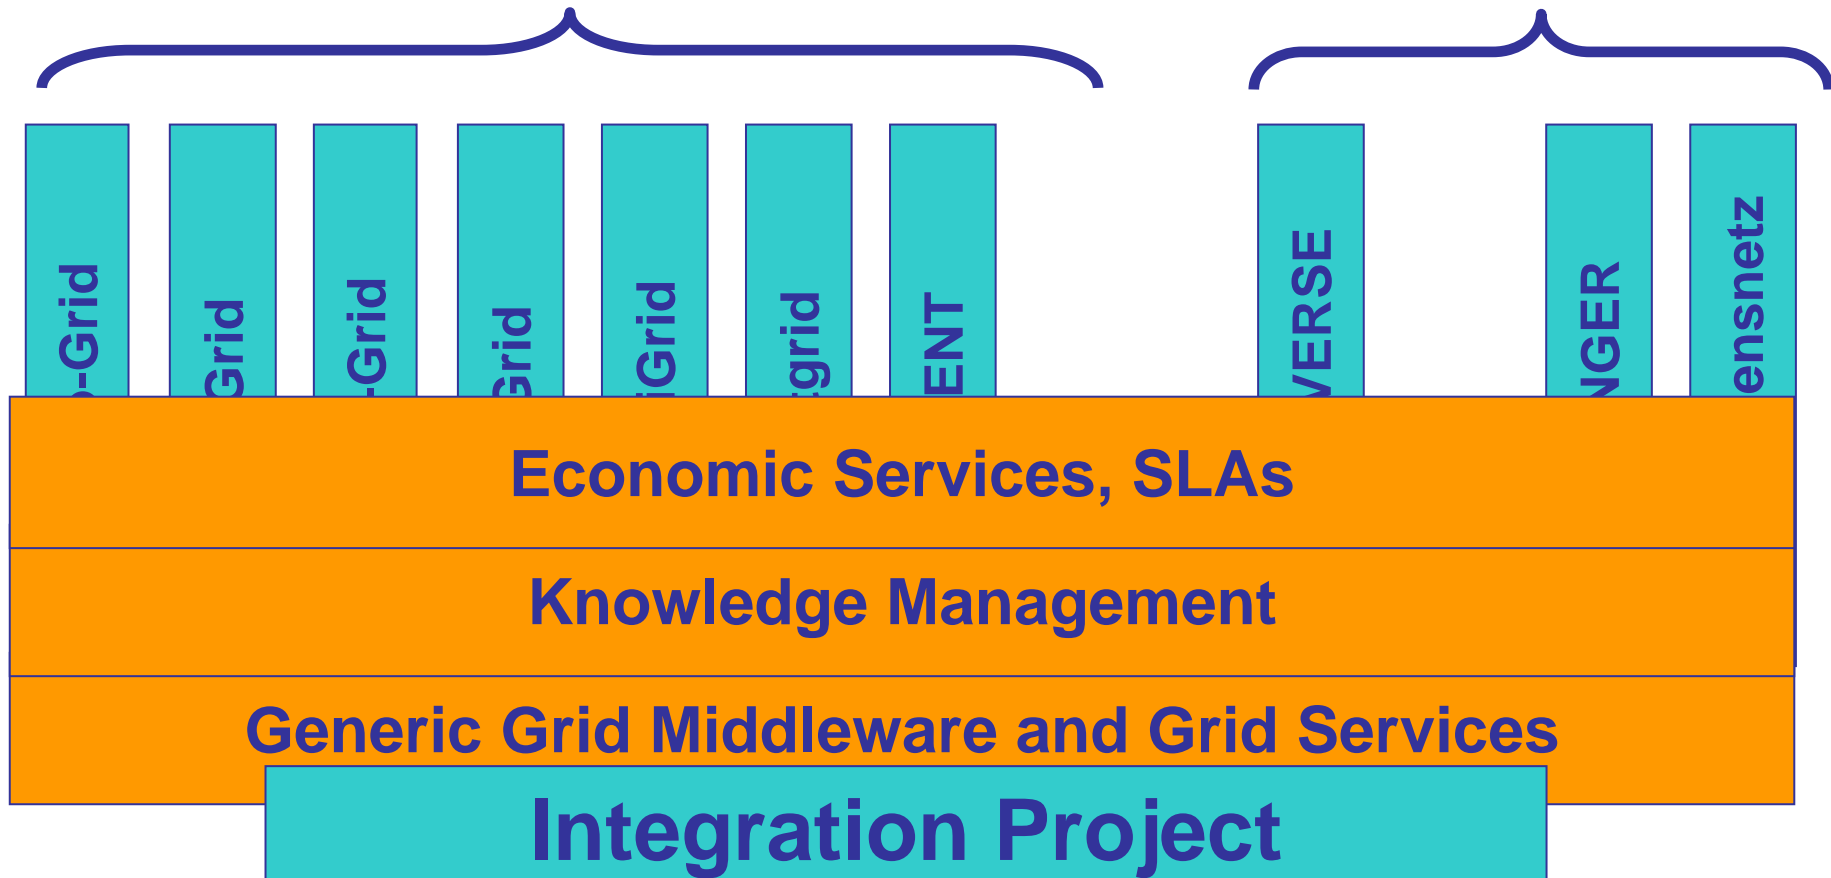 -Grid
Grid
-Grid
Grid
iGrid
grid
ENT
VERSE
NGER
ensnetz
Economic Services, SLAs
Knowledge Management
Generic Grid Middleware and Grid Services
Integration Project